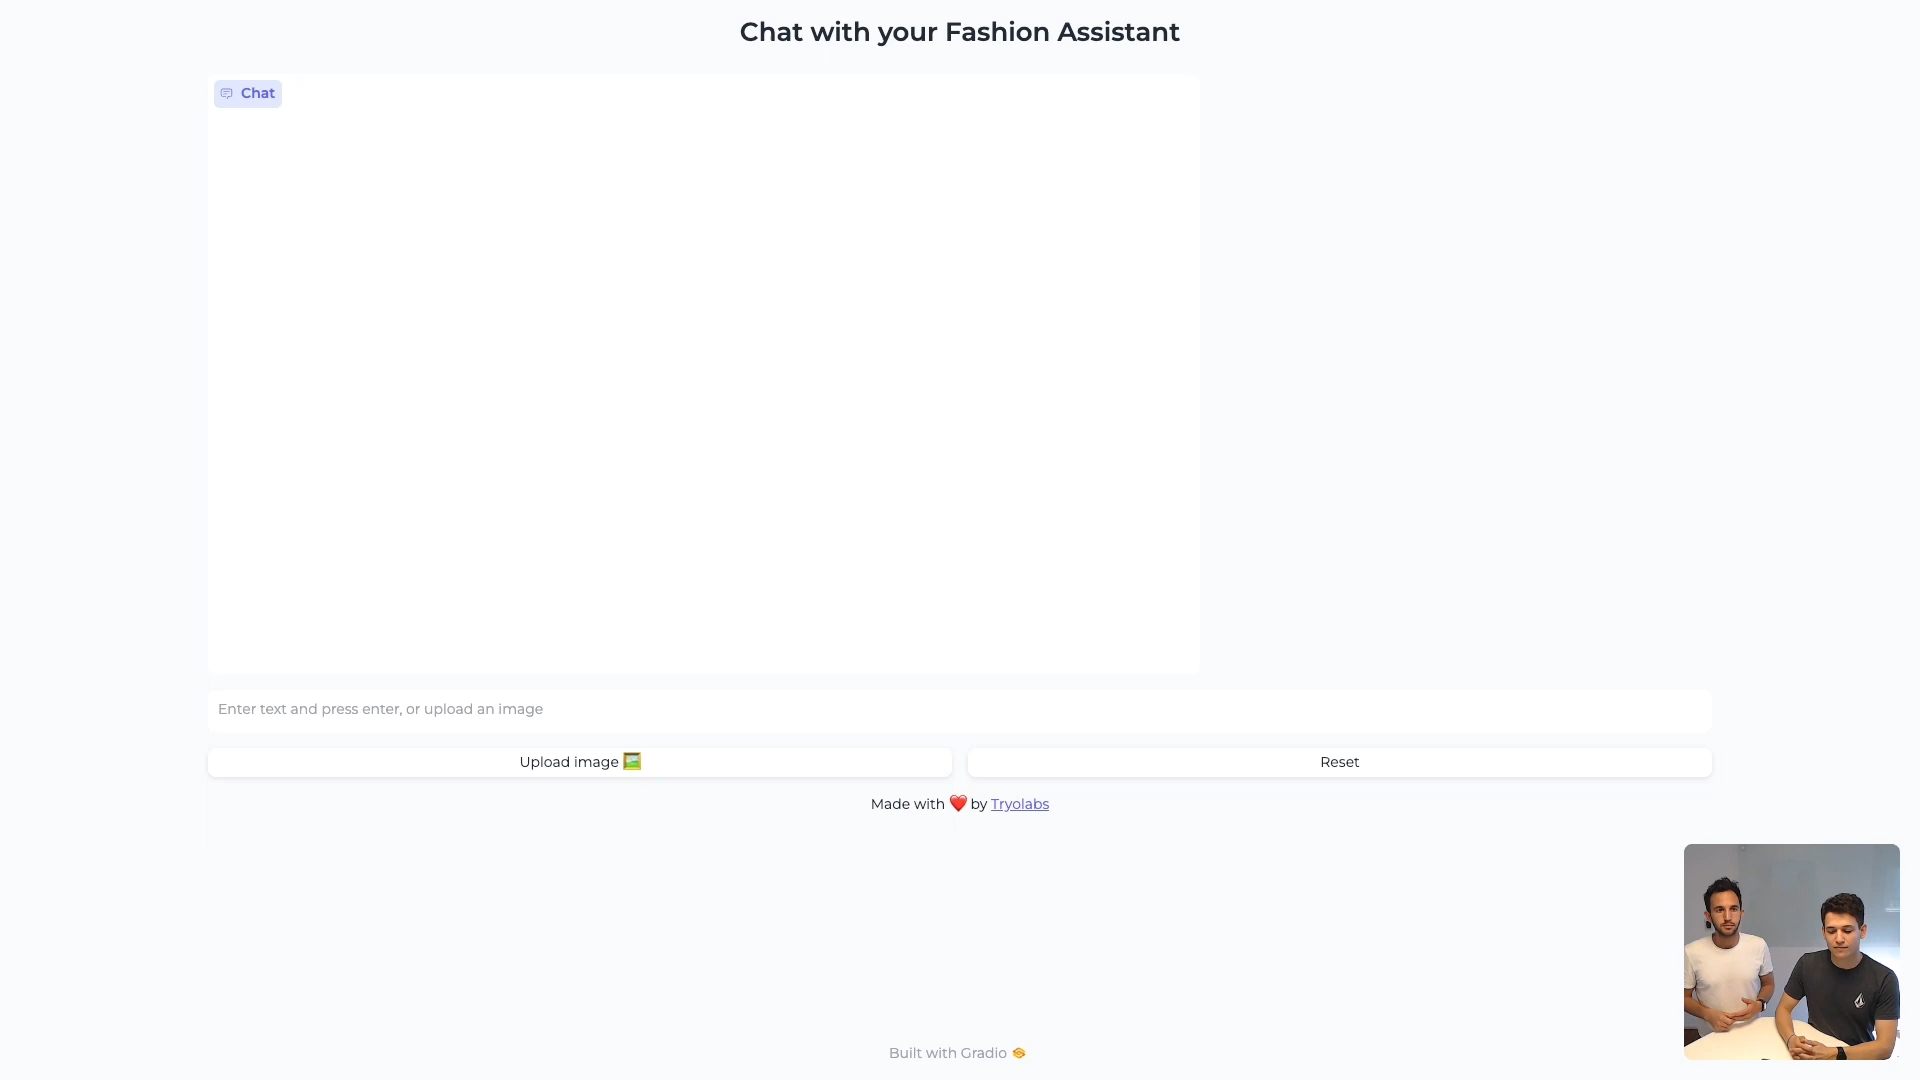 Chat with your Fashion Assistant
Chat
Enter text and press enter, or upload an image
Upload image 🖼️
Reset
Made with ❤️ by Tryolabs
Built with Gradio